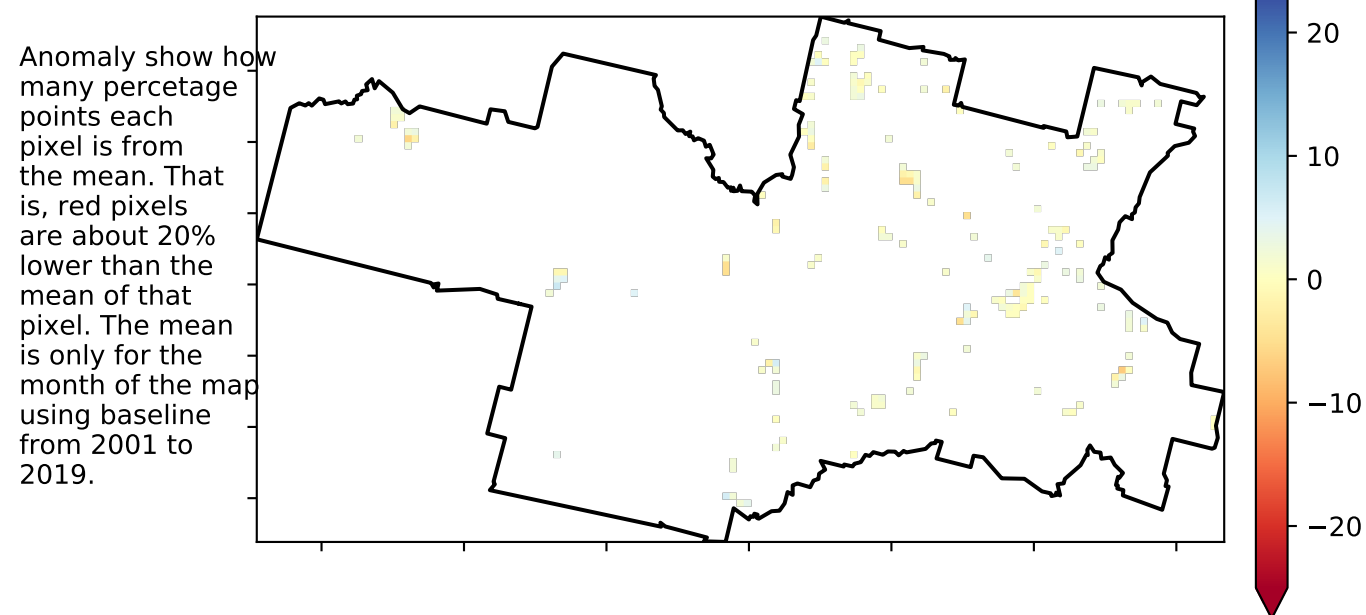 Anomaly show how
many percetage
points each
pixel is from
the mean. That
is, red pixels
are about 20%
lower than the
mean of that
pixel. The mean
is only for the
month of the map
using baseline
from 2001 to
2019.
20
10
0
−10
−20